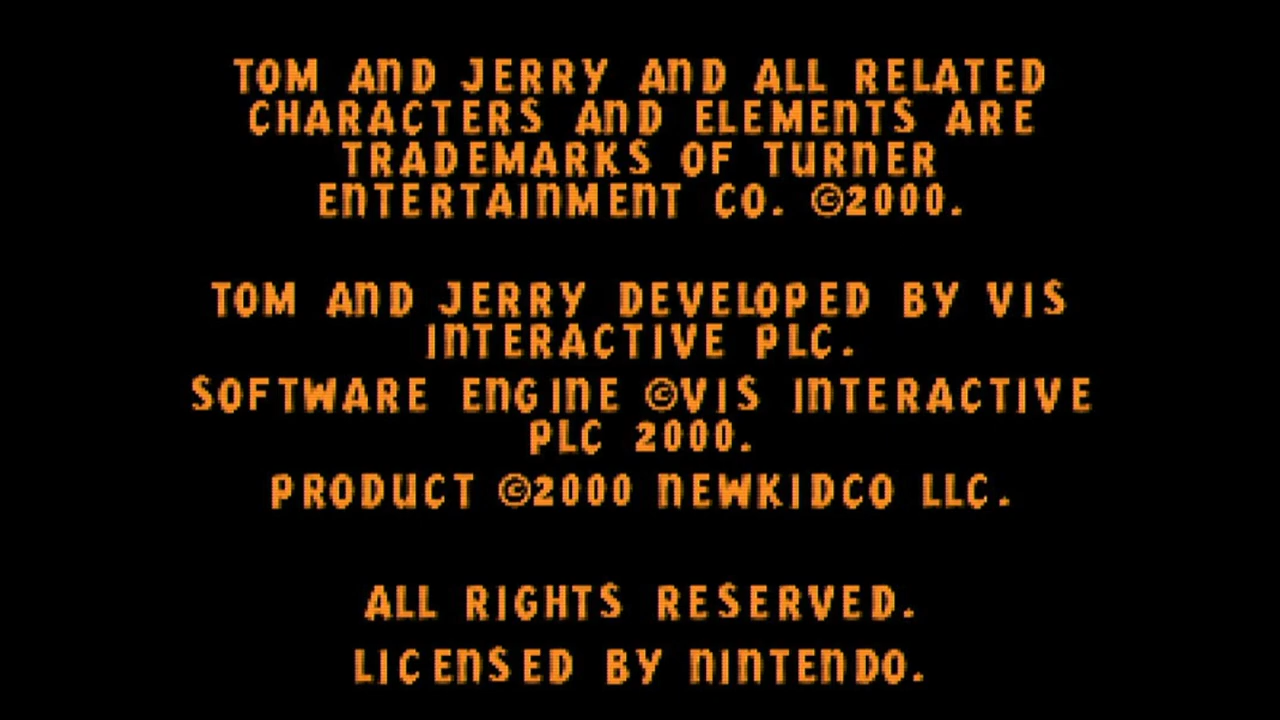 TOM AND JERRY AND ALL RELATED
CHARACTERS AND ELEMENTS ARE
TRADEMARKS OF TURNER
ENTERTAINMENT CO. ©2000.
TOM AND JERRY DEVELOPED BY VIS
INTERACTIVE PLC.
SOFTWARE ENGINE ©VIS INTERACTIVE
PLC 2000.
PRODUCT ©2000 NEWKIDCO LLC.
ALL RIGHTS RESERVED.
LICENSED BY NINTENDO.